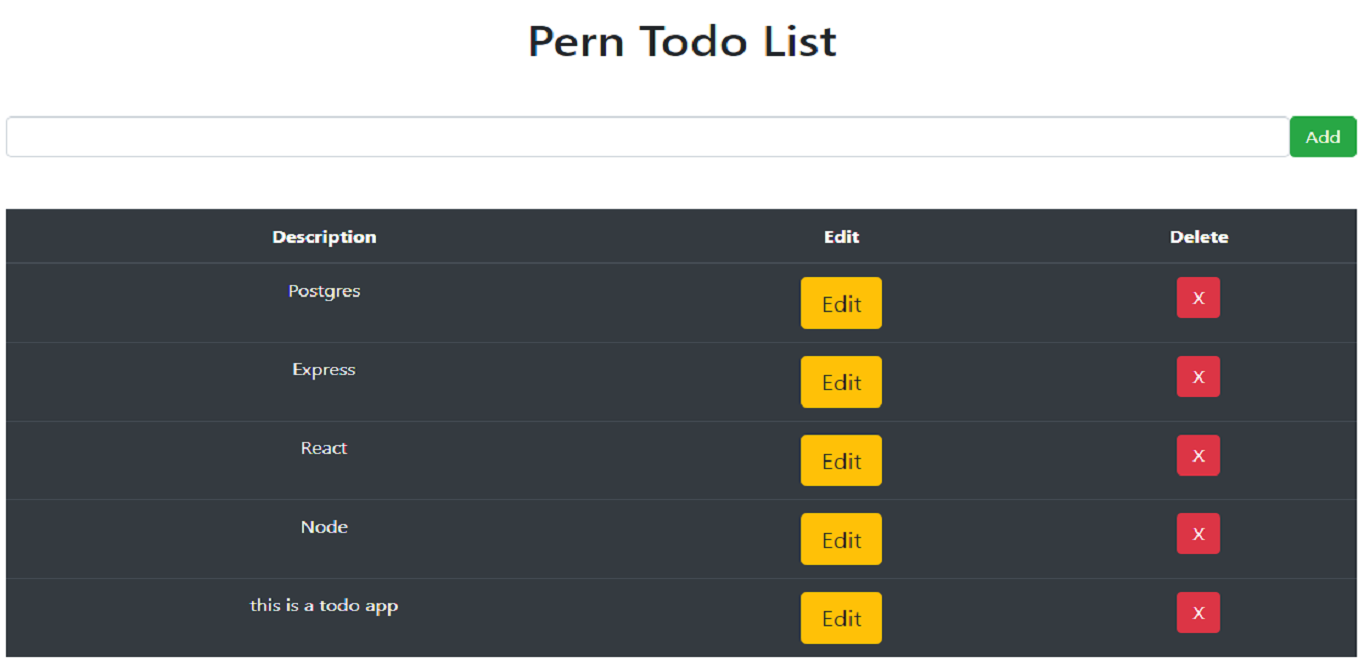 Pern Todo List
Add
Description Edit Delete
Postgres Edit X
Express Edit X
React Edit X
Node Edit X
this is a todo app Edit X